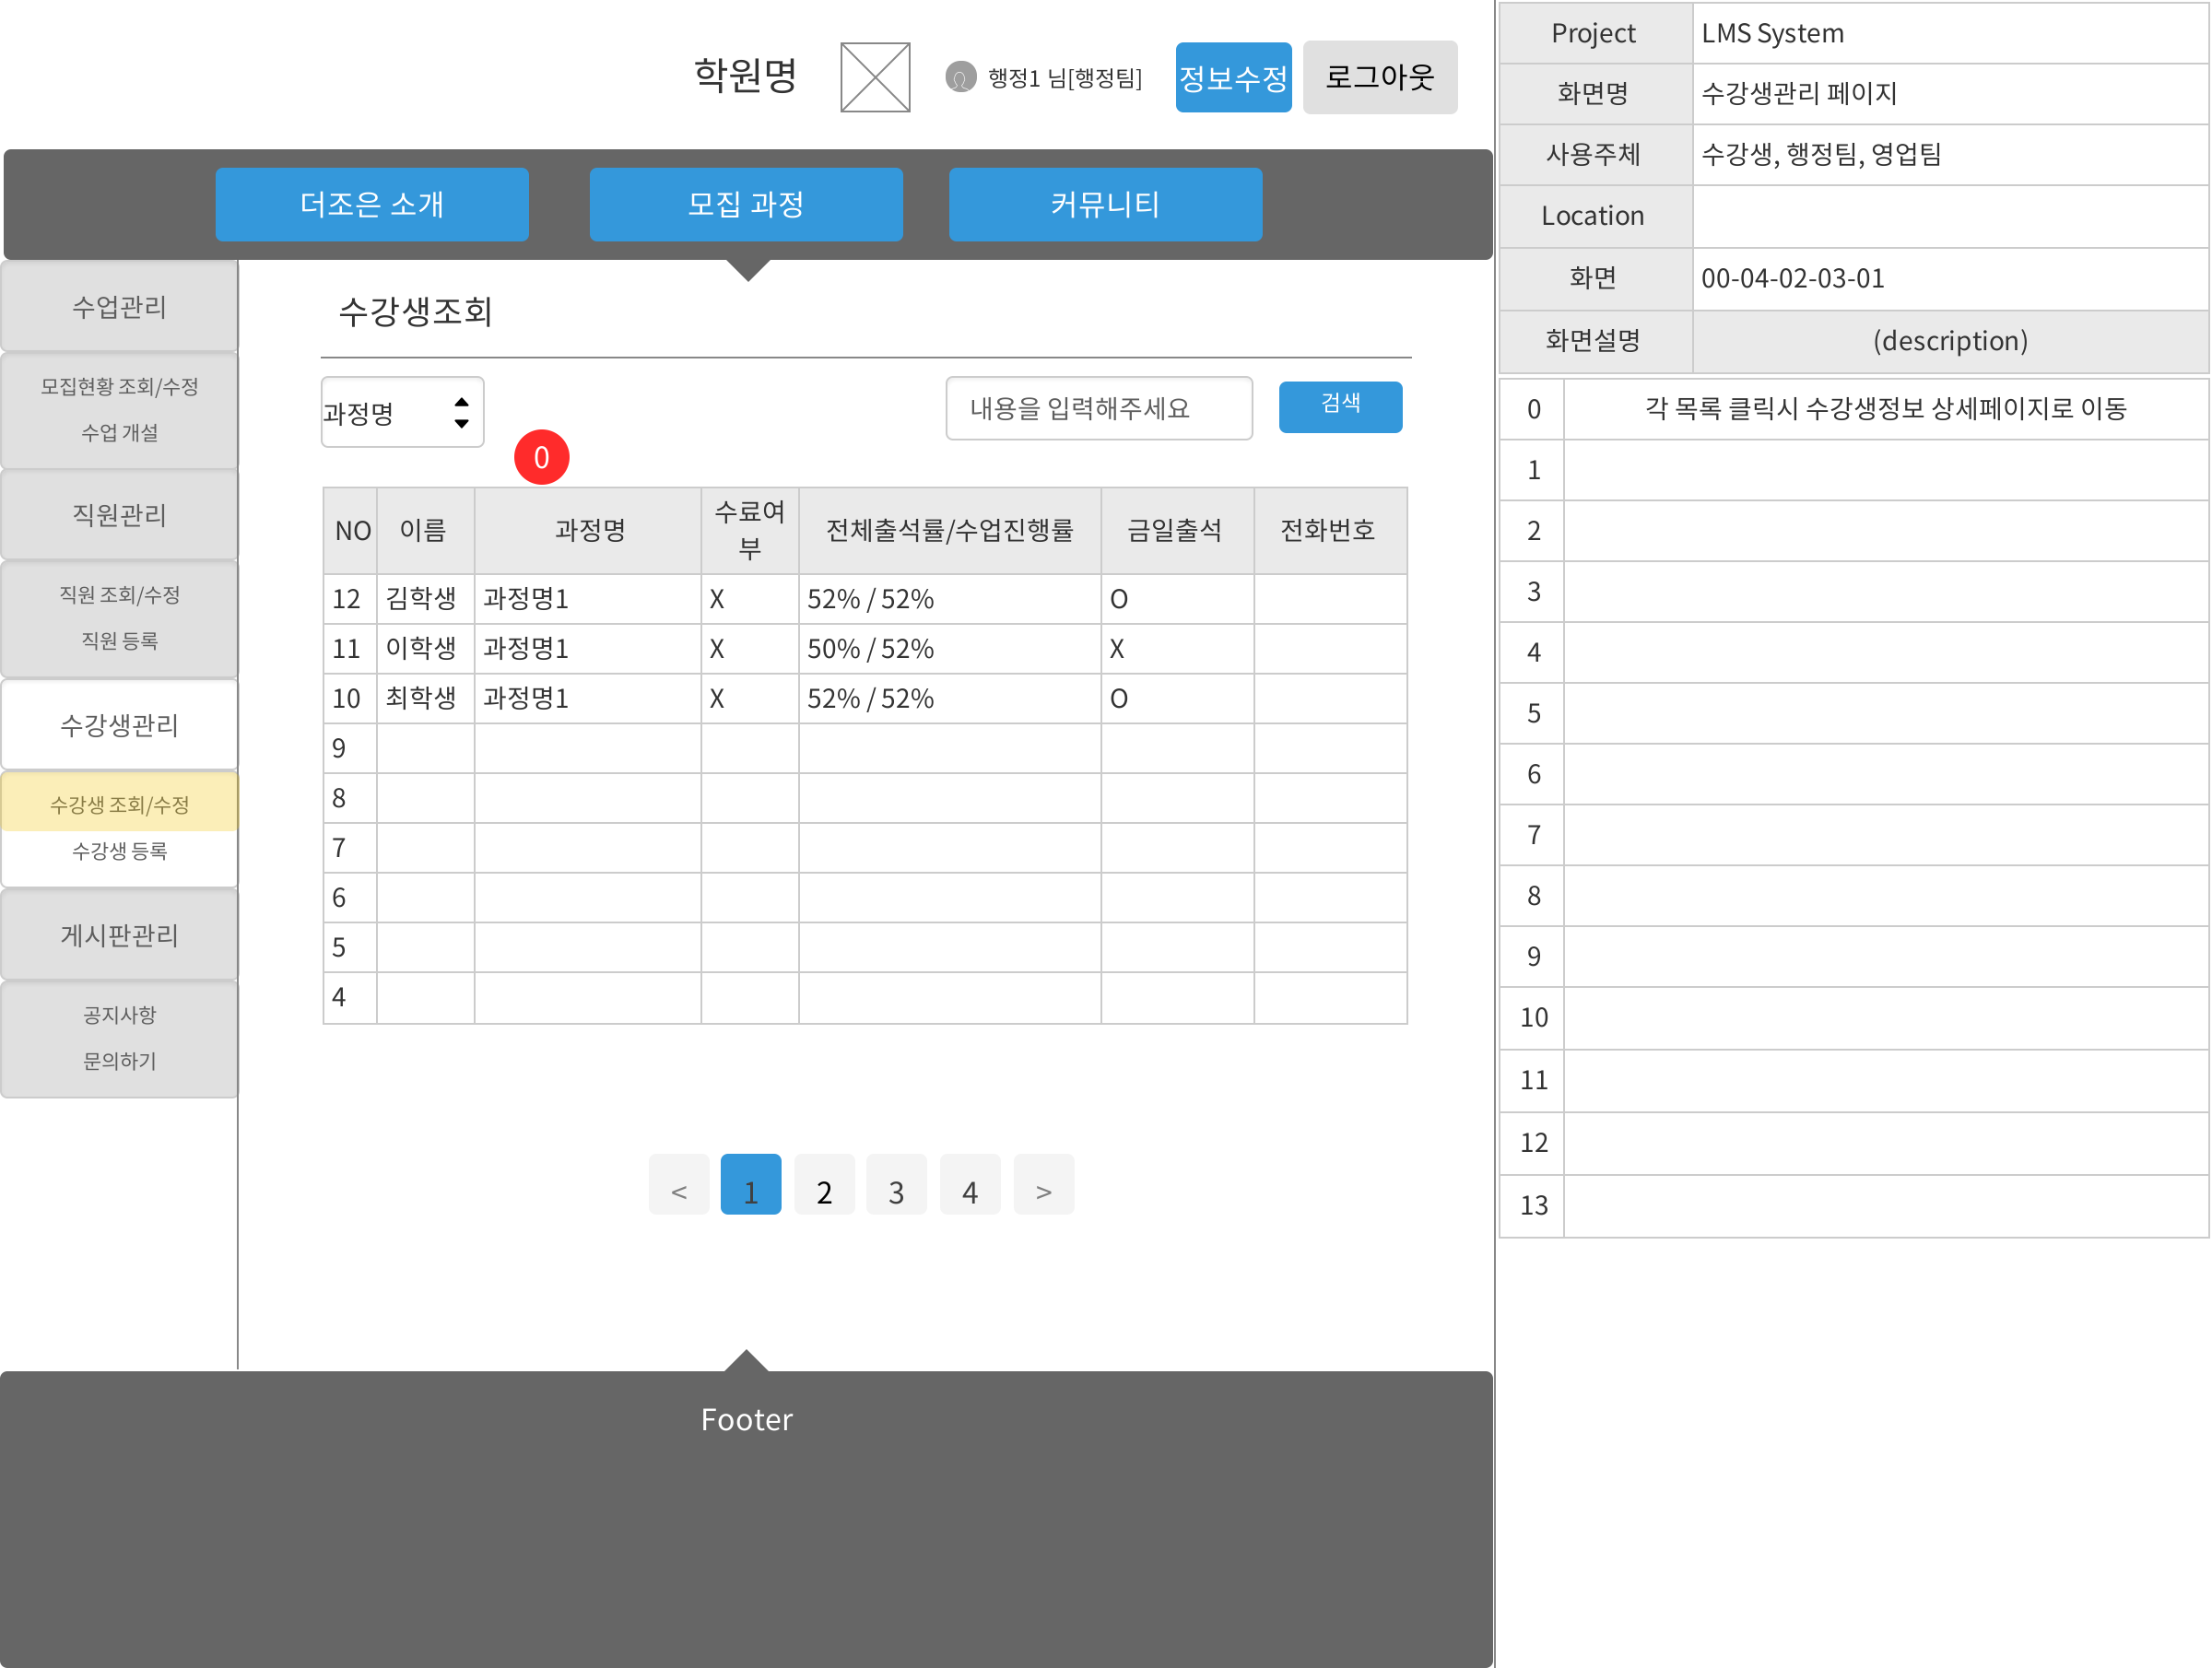 학원명
행정1 님[행정팀]
정보수정
로그아웃
더조은 소개
모집 과정
커뮤니티
수업관리
모집현황 조회/수정
수업 개설
직원관리
직원 조회/수정
직원 등록
수강생관리
수강생 조회/수정
수강생 등록
게시판관리
공지사항
문의하기
수강생조회
과정명
내용을 입력해주세요
검색
0
NO 이름 과정명 수료여부 전체출석률/수업진행률 금일출석 전화번호
12 김학생 과정명1 X 52% / 52% O
11 이학생 과정명1 X 50% / 52% X
10 최학생 과정명1 X 52% / 52% O
9
8
7
6
5
4
< 1 2 3 4 >
Footer
Project LMS System
화면명 수강생관리 페이지
사용주체 수강생, 행정팀, 영업팀
Location
화면 00-04-02-03-01
화면설명 (description)
0 각 목록 클릭시 수강생정보 상세페이지로 이동
1
2
3
4
5
6
7
8
9
10
11
12
13